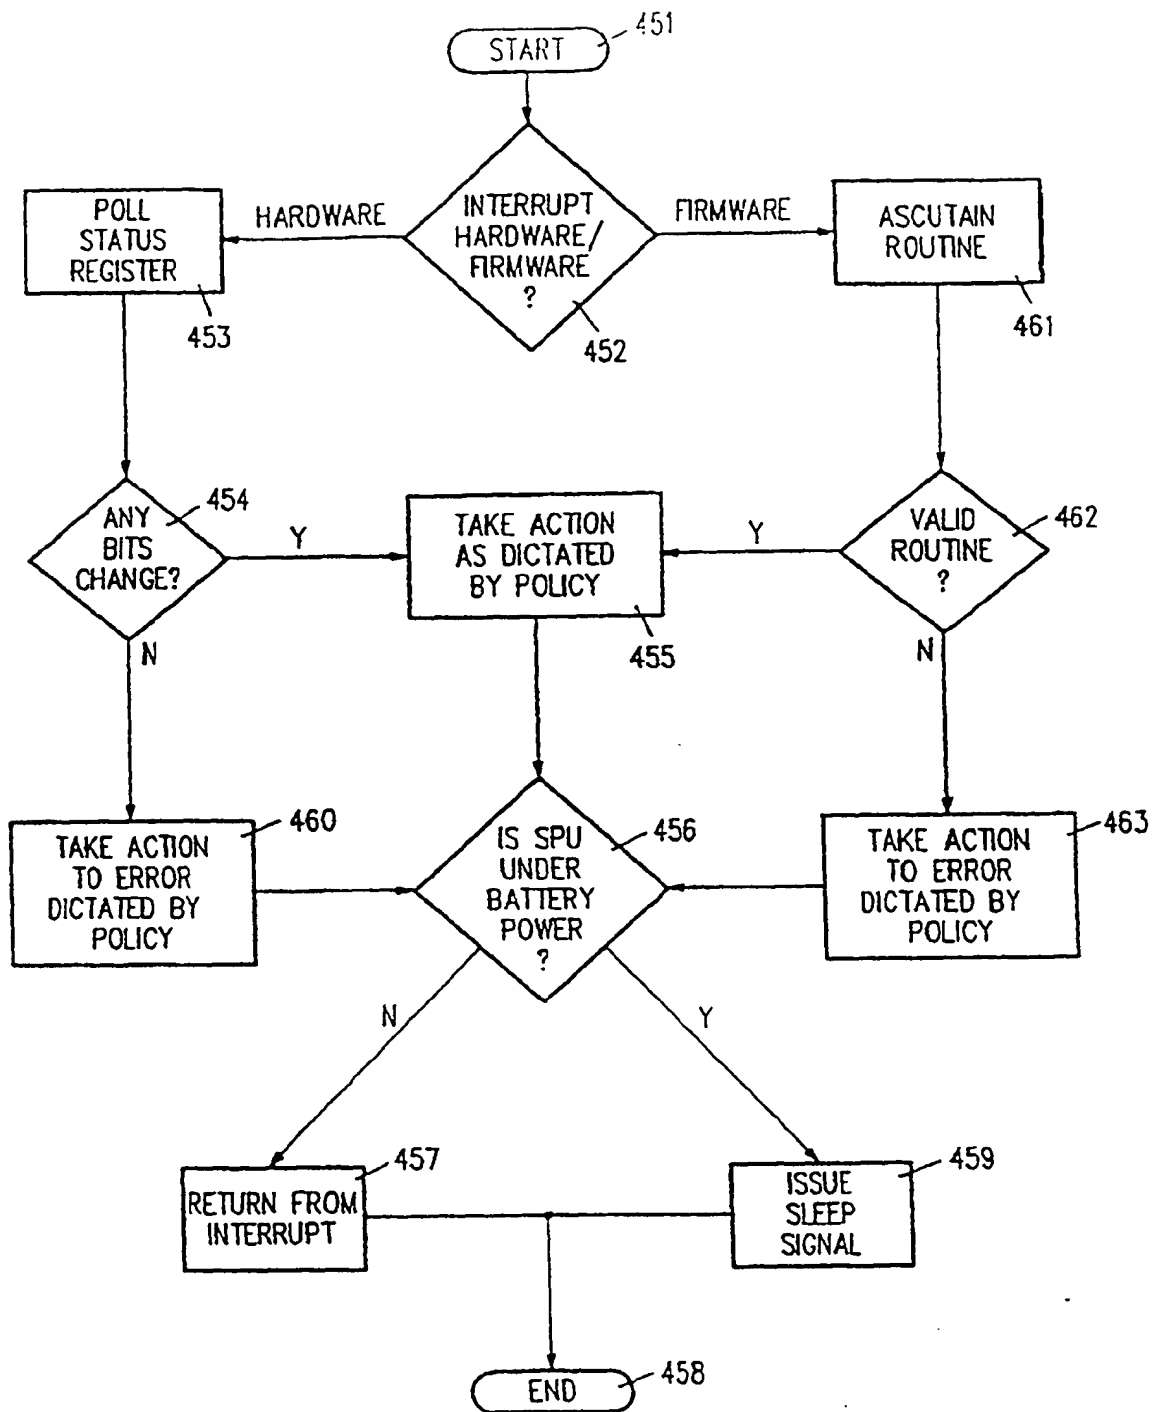 START
451
INTERRUPT
HARDWARE/
FIRMWARE
?
452
HARDWARE
FIRMWARE
POLL
STATUS
REGISTER
453
ASCUTAIN
ROUTINE
461
ANY
BITS
CHANGE?
454
Y
N
TAKE ACTION
AS DICTATED
BY POLICY
455
VALID
ROUTINE
?
462
Y
N
TAKE ACTION
TO ERROR
DICTATED BY
POLICY
460
IS SPU
UNDER
BATTERY
POWER
?
456
TAKE ACTION
TO ERROR
DICTATED BY
POLICY
463
N
Y
RETURN FROM
INTERRUPT
457
ISSUE
SLEEP
SIGNAL
459
END
458